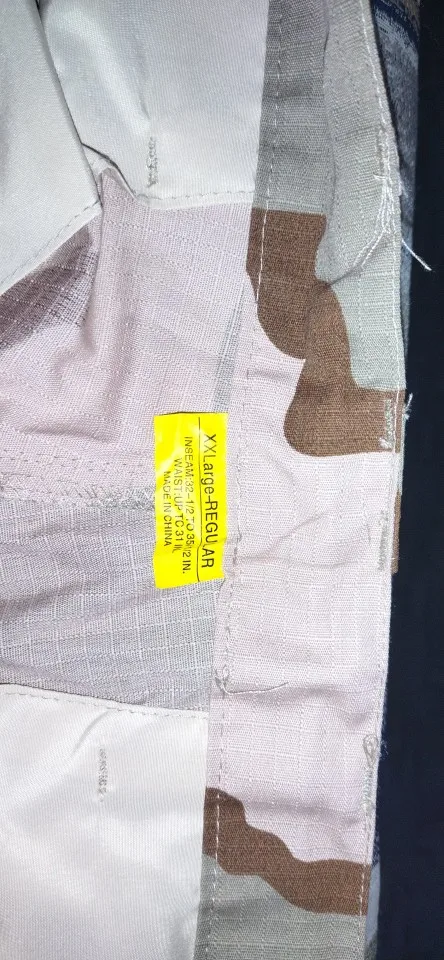 XXLarge-REGULAR
INSEAM:32-1/2 TO 35 1/2 IN.
WAIST:UP TO 31 IN.
MADE IN CHINA